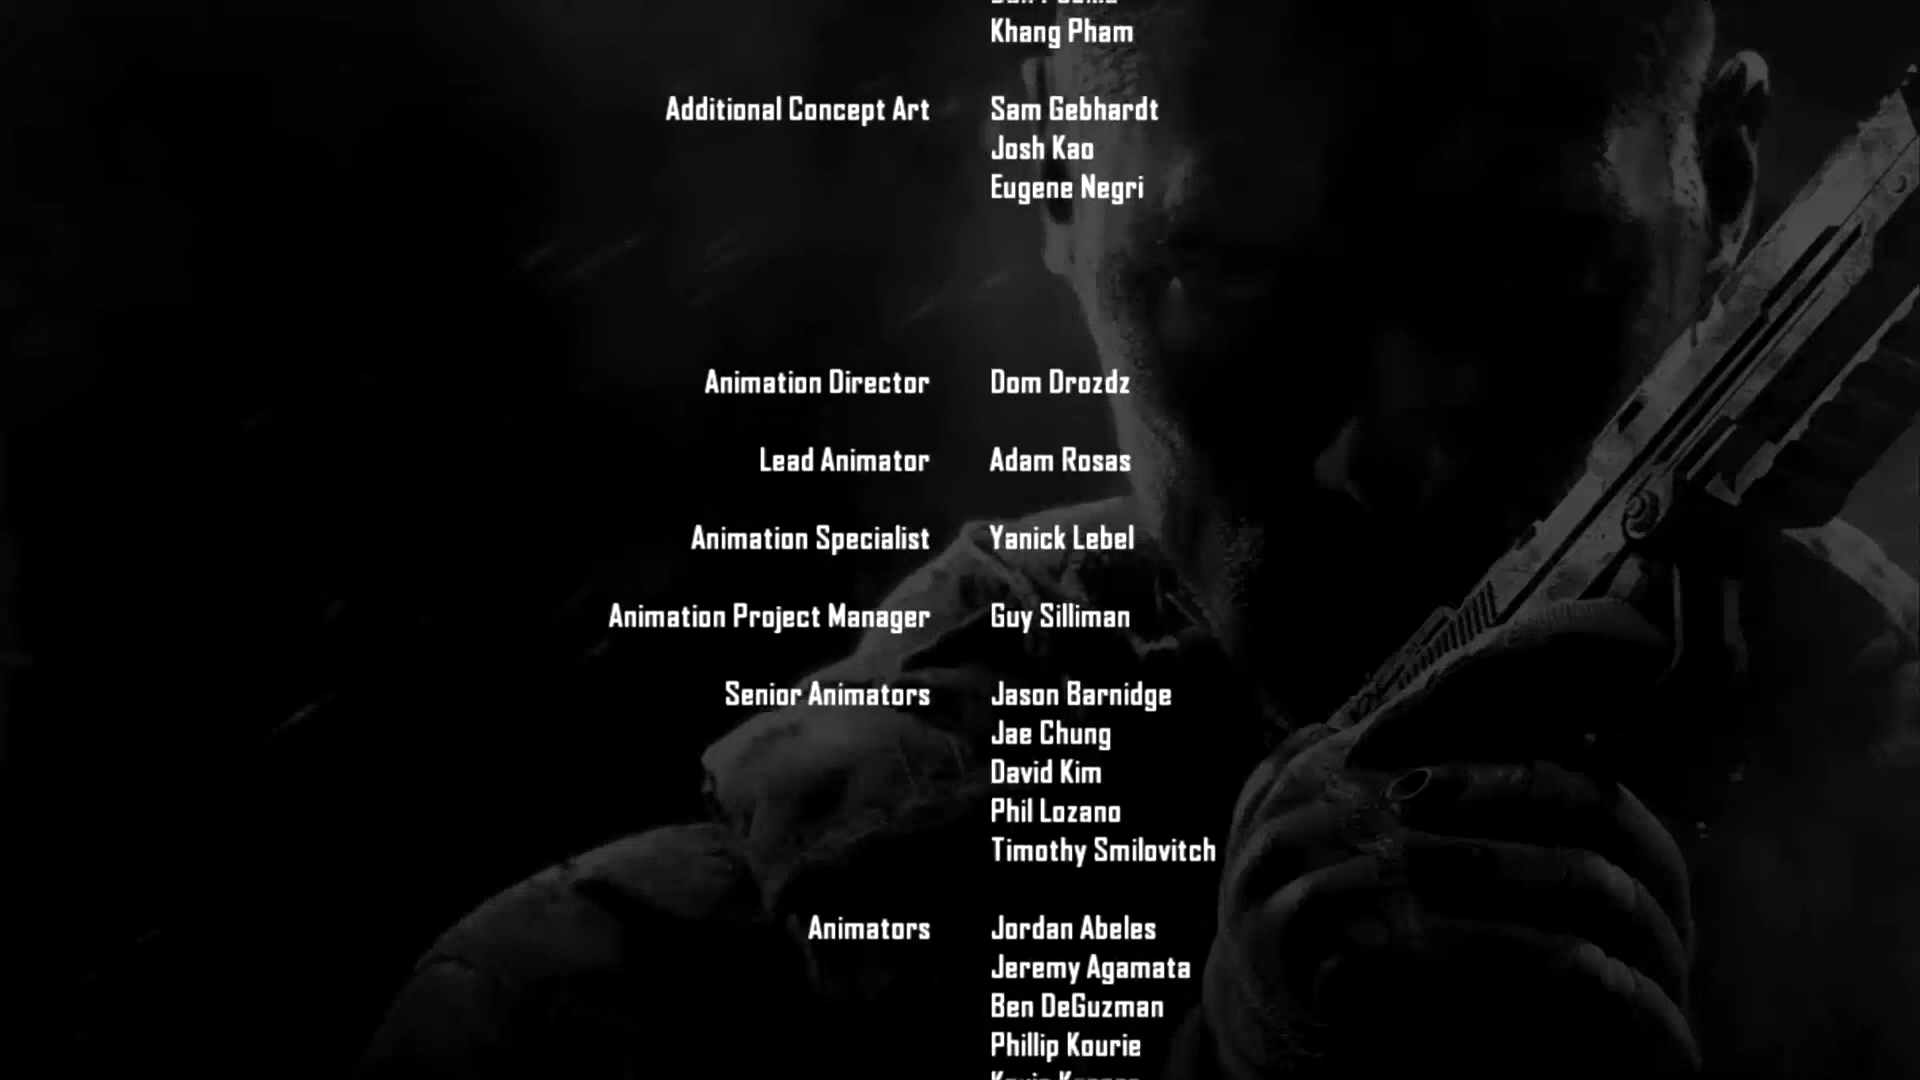 Khang Pham
Additional Concept Art Sam Gebhardt
Josh Kao
Eugene Negri
Animation Director Dom Drozdz
Lead Animator Adam Rosas
Animation Specialist Yanick Lebel
Animation Project Manager Guy Silliman
Senior Animators Jason Barnidge
Jae Chung
David Kim
Phil Lozano
Timothy Smilovitch
Animators Jordan Abeles
Jeremy Agamata
Ben DeGuzman
Phillip Kourie